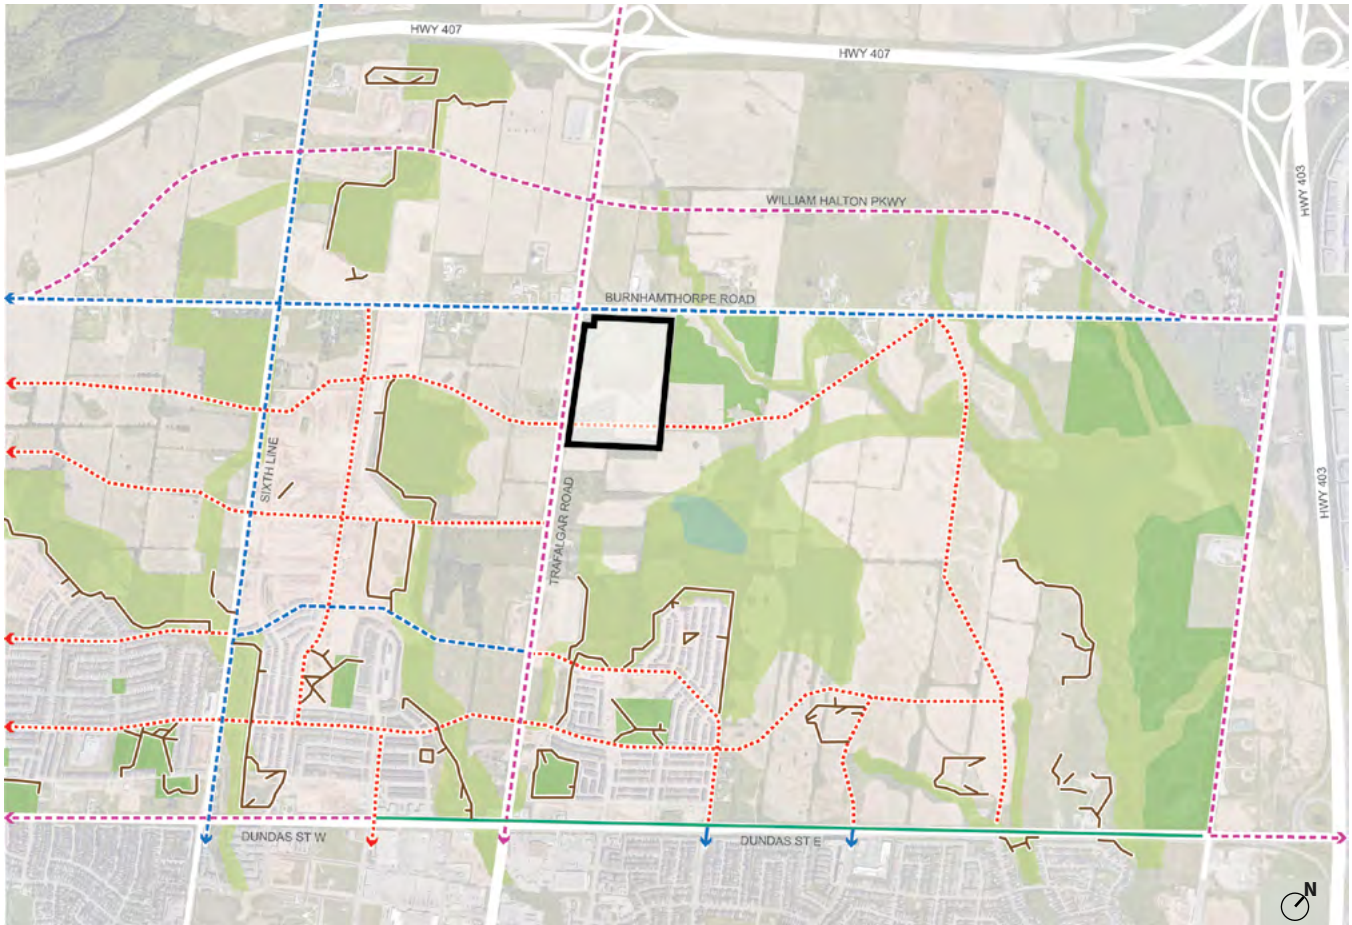 HWY 407
HWY 407
HWY 403
WILLIAM HALTON PKWY
BURNHAMTHORPE ROAD
SIXTH LINE
TRAFALGAR ROAD
HWY 403
DUNDAS ST W
DUNDAS ST E
N